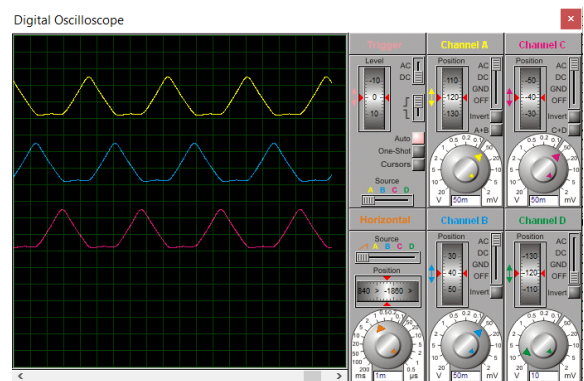 Digital Oscilloscope
Trigger
Level
AC
DC
-10
0
10
Auto
One-Shot
Cursors
Source
A B C D
Channel A
Position
AC
DC
GND
OFF
110
120
130
Invert
A+B
V 50m mV
Channel C
Position
AC
DC
GND
OFF
-50
-40
-30
Invert
C+D
V 50m mV
Horizontal
Source
A B C D
Position
840 > -1860 >
ms 1m µs
Channel B
Position
AC
DC
GND
OFF
30
40
50
Invert
V 50m mV
Channel D
Position
AC
DC
GND
OFF
-130
-120
-110
Invert
V 10 mV